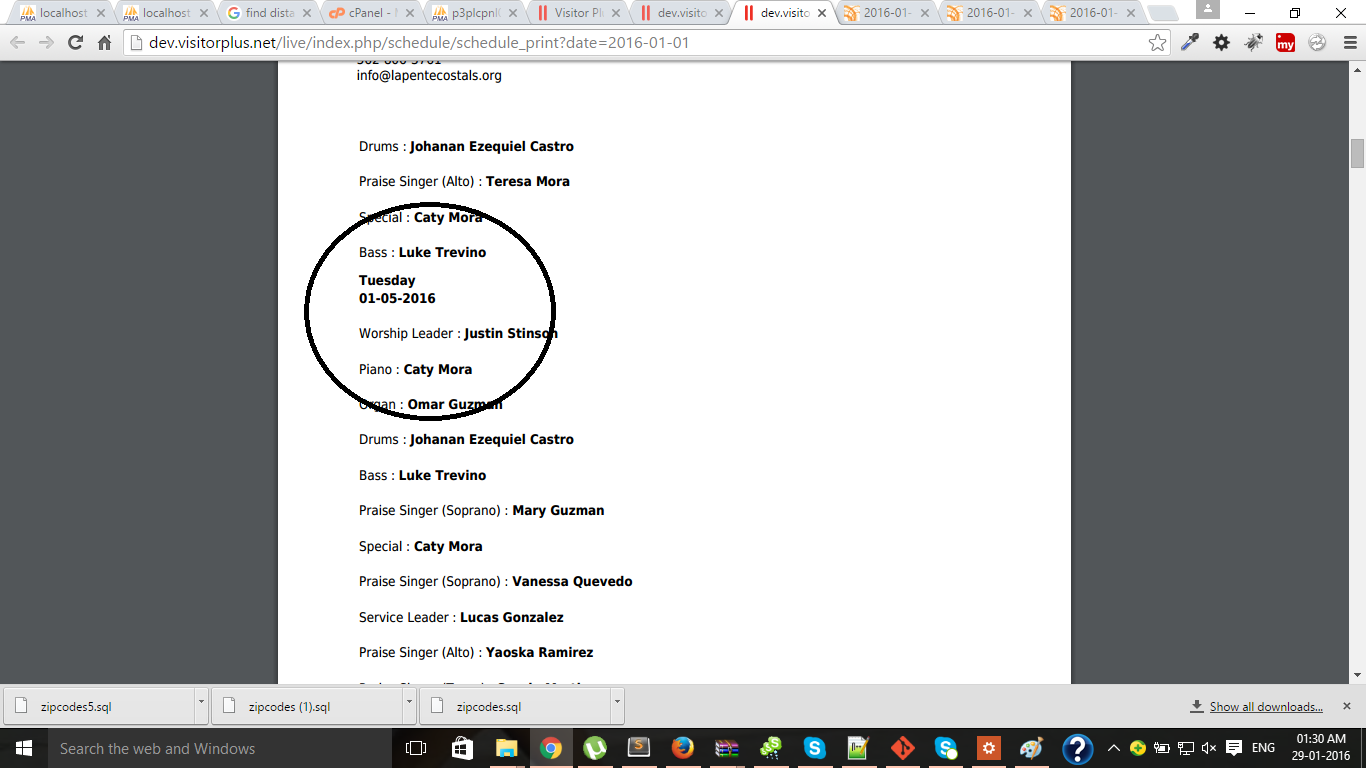 localhost
localhost
find dista
cPanel - M
p3plcpnl0
Visitor Pl
dev.visito
dev.visito
2016-01-
2016-01-
2016-01-
dev.visitorplus.net/live/index.php/schedule/schedule_print?date=2016-01-01
my
info@lapentecostals.org
Drums : Johanan Ezequiel Castro
Praise Singer (Alto) : Teresa Mora
Special : Caty Mora
Bass : Luke Trevino
Tuesday
01-05-2016
Worship Leader : Justin Stinson
Piano : Caty Mora
Organ : Omar Guzman
Drums : Johanan Ezequiel Castro
Bass : Luke Trevino
Praise Singer (Soprano) : Mary Guzman
Special : Caty Mora
Praise Singer (Soprano) : Vanessa Quevedo
Service Leader : Lucas Gonzalez
Praise Singer (Alto) : Yaoska Ramirez
zipcodes5.sql
zipcodes (1).sql
zipcodes.sql
Show all downloads...
Search the web and Windows
ENG
01:30 AM
29-01-2016